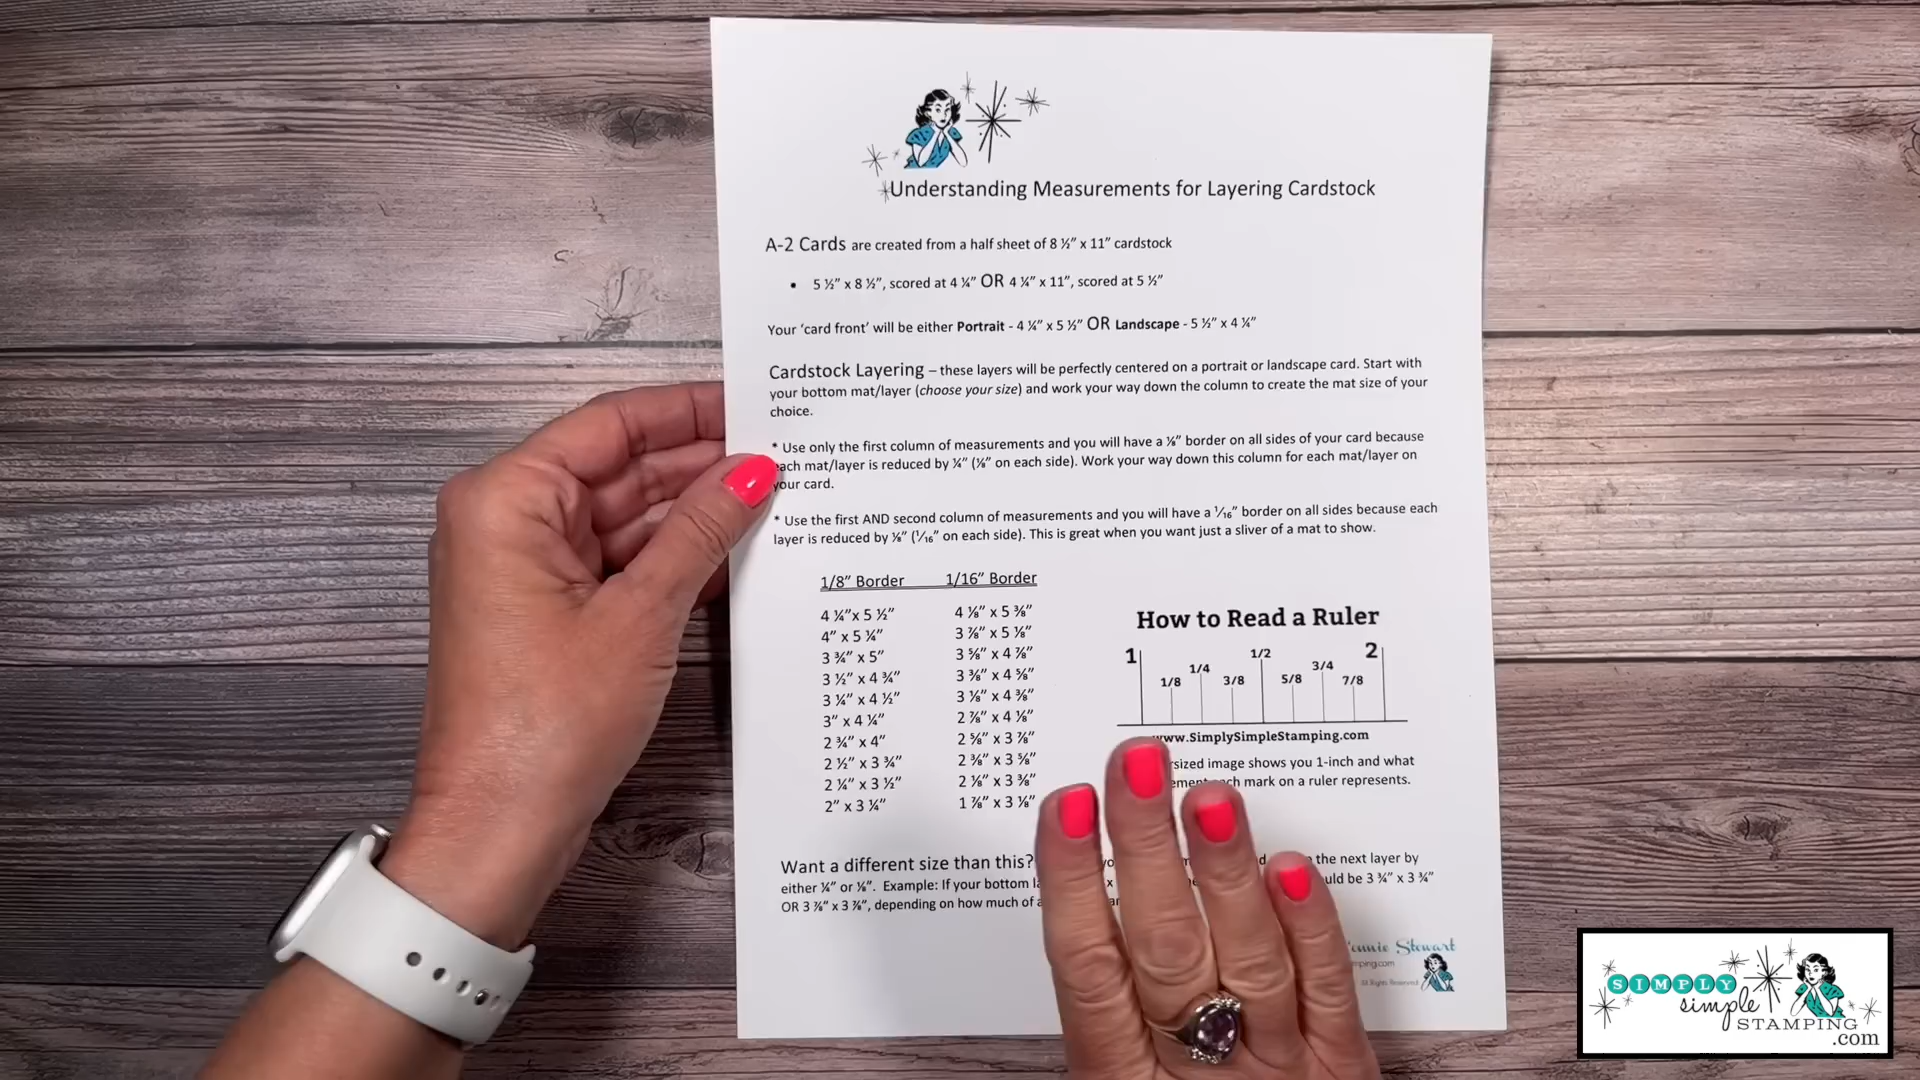 Understanding Measurements for Layering Cardstock
A-2 Cards are created from a half sheet of 8 ½” x 11” cardstock
• 5 ½” x 8 ½”, scored at 4 ¼” OR 4 ¼” x 11”, scored at 5 ½”
Your ‘card front’ will be either Portrait - 4 ¼” x 5 ½” OR Landscape - 5 ½” x 4 ¼”
Cardstock Layering – these layers will be perfectly centered on a portrait or landscape card. Start with
your bottom mat/layer (choose your size) and work your way down the column to create the mat size of your
choice.
* Use only the first column of measurements and you will have a ⅛” border on all sides of your card because
each mat/layer is reduced by ¼” (⅛” on each side). Work your way down this column for each mat/layer on
your card.
* Use the first AND second column of measurements and you will have a ¹⁄₁₆” border on all sides because each
layer is reduced by ⅛” (¹⁄₁₆” on each side). This is great when you want just a sliver of a mat to show.
1/8” Border 1/16” Border
4 ¼”x 5 ½” 4 ⅛” x 5 ⅜”
4” x 5 ¼” 3 ⅞” x 5 ⅛”
3 ¾” x 5” 3 ⅝” x 4 ⅞”
3 ½” x 4 ¾” 3 ⅜” x 4 ⅝”
3 ¼” x 4 ½” 3 ⅛” x 4 ⅜”
3” x 4 ¼” 2 ⅞” x 4 ⅛”
2 ¾” x 4” 2 ⅝” x 3 ⅞”
2 ½” x 3 ¾” 2 ⅜” x 3 ⅝”
2 ¼” x 3 ½” 2 ⅛” x 3 ⅜”
2” x 3 ¼” 1 ⅞” x 3 ⅛”
How to Read a Ruler
1 1/8 1/4 3/8 1/2 5/8 3/4 7/8 2
www.SimplySimpleStamping.com
image shows you 1-inch and what
mark on a ruler represents.
Want a different size than this? the next layer by
either ¼” or ⅛”. Example: If your bottom x 3 ¾” x 3 ¾”
OR 3 ⅞” x 3 ⅞”, depending on how much of
Stewart
All Rights Reserved
SIMPLY
simple
STAMPING
.com